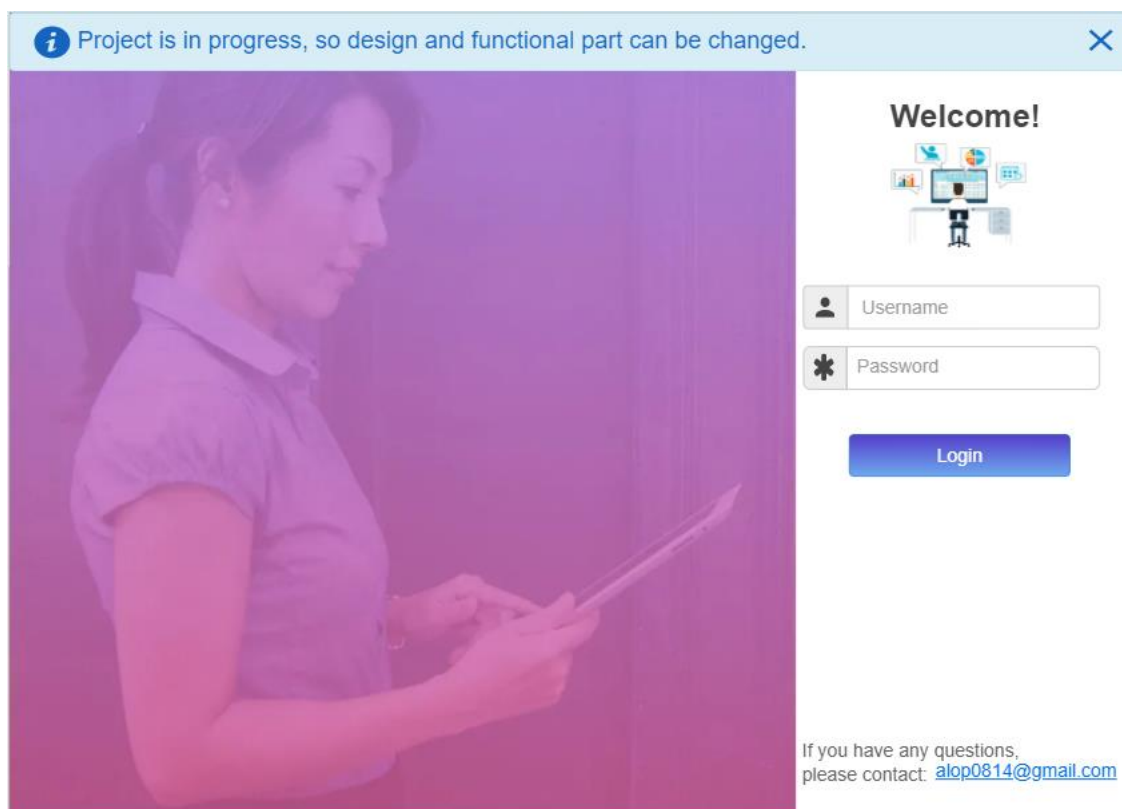 Project is in progress, so design and functional part can be changed.
Welcome!
Username
Password
Login
If you have any questions,
please contact: alop0814@gmail.com